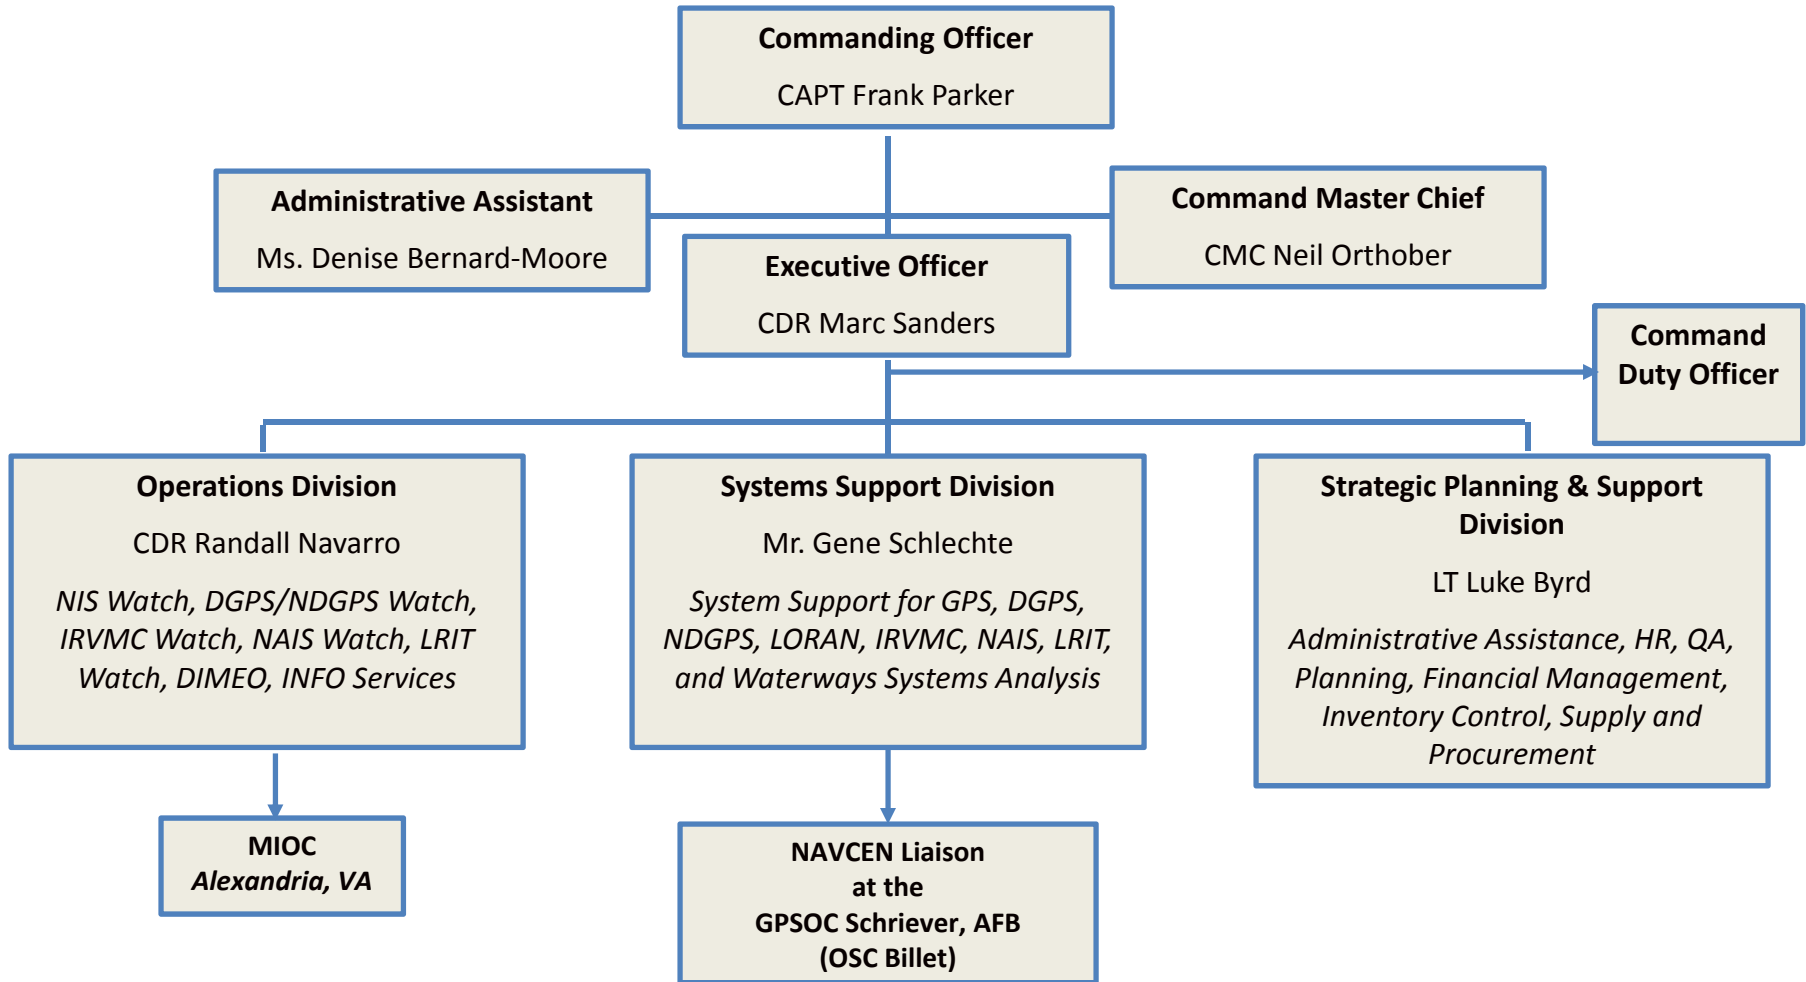 Commanding Officer
CAPT Frank Parker
Administrative Assistant
Ms. Denise Bernard-Moore
Command Master Chief
CMC Neil Orthober
Executive Officer
CDR Marc Sanders
Command
Duty Officer
Operations Division
CDR Randall Navarro
NIS Watch, DGPS/NDGPS Watch,
IRVMC Watch, NAIS Watch, LRIT
Watch, DIMEO, INFO Services
Systems Support Division
Mr. Gene Schlechte
System Support for GPS, DGPS,
NDGPS, LORAN, IRVMC, NAIS, LRIT,
and Waterways Systems Analysis
Strategic Planning & Support
Division
LT Luke Byrd
Administrative Assistance, HR, QA,
Planning, Financial Management,
Inventory Control, Supply and
Procurement
MIOC
Alexandria, VA
NAVCEN Liaison
at the
GPSOC Schriever, AFB
(OSC Billet)